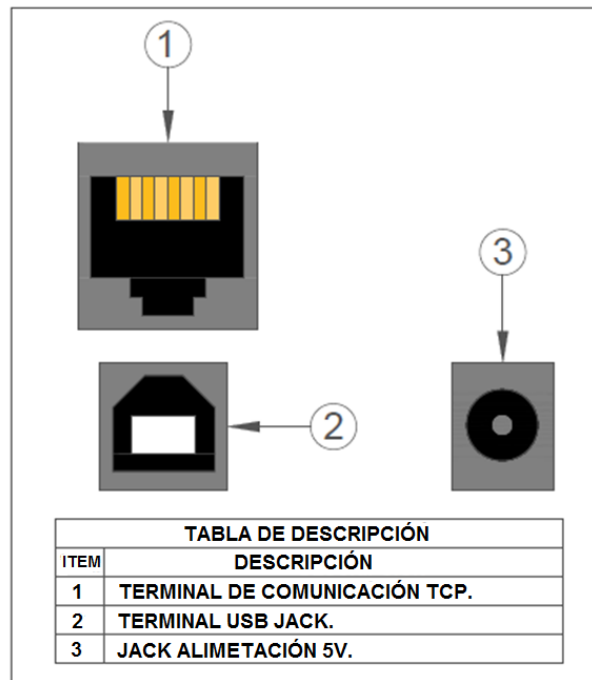 1
3
2
TABLA DE DESCRIPCIÓN
ITEM DESCRIPCIÓN
1 TERMINAL DE COMUNICACIÓN TCP.
2 TERMINAL USB JACK.
3 JACK ALIMETACIÓN 5V.